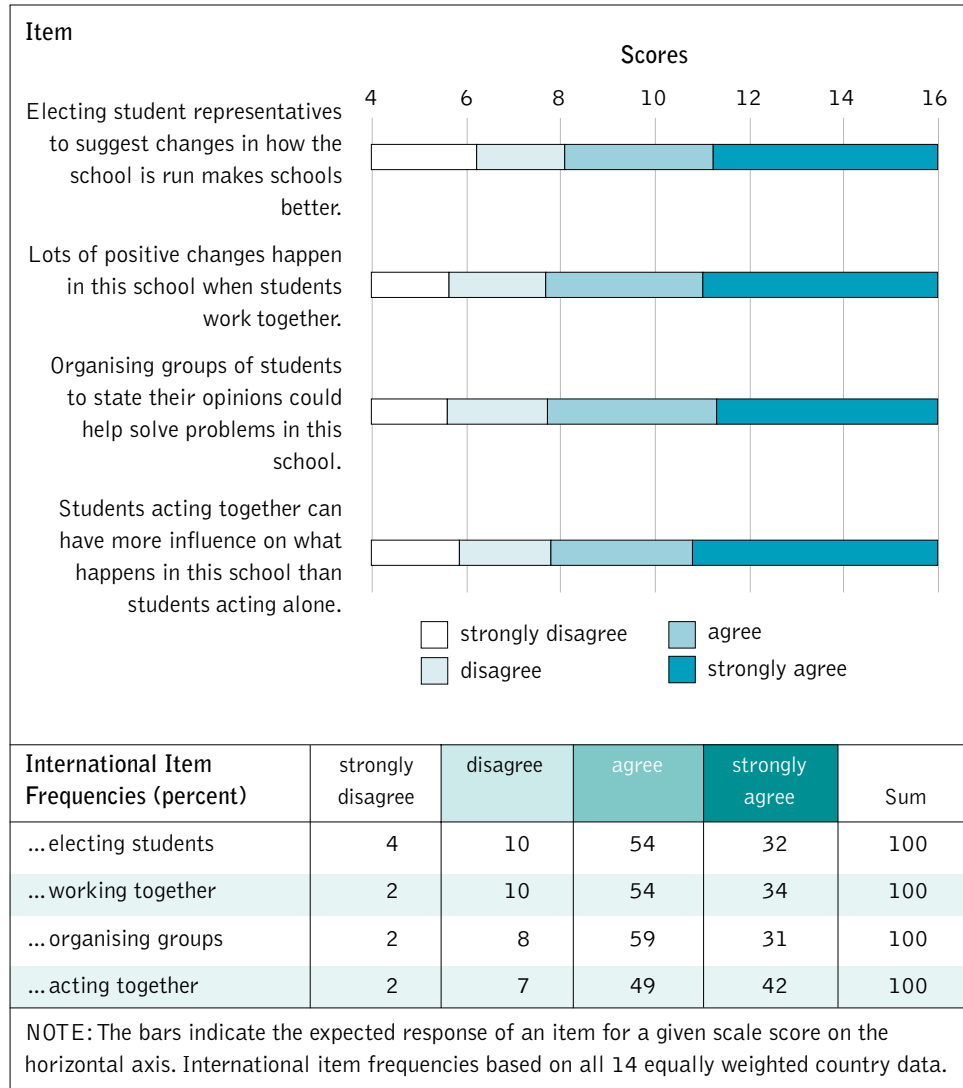 Item
Scores
4 6 8 10 12 14 16
Electing student representatives
to suggest changes in how the
school is run makes schools
better.
Lots of positive changes happen
in this school when students
work together.
Organising groups of students
to state their opinions could
help solve problems in this
school.
Students acting together can
have more influence on what
happens in this school than
students acting alone.
strongly disagree agree
disagree strongly agree
International Item strongly disagree agree strongly
Frequencies (percent) disagree agree Sum
...electing students 4 10 54 32 100
...working together 2 10 54 34 100
...organising groups 2 8 59 31 100
...acting together 2 7 49 42 100
NOTE: The bars indicate the expected response of an item for a given scale score on the
horizontal axis. International item frequencies based on all 14 equally weighted country data.